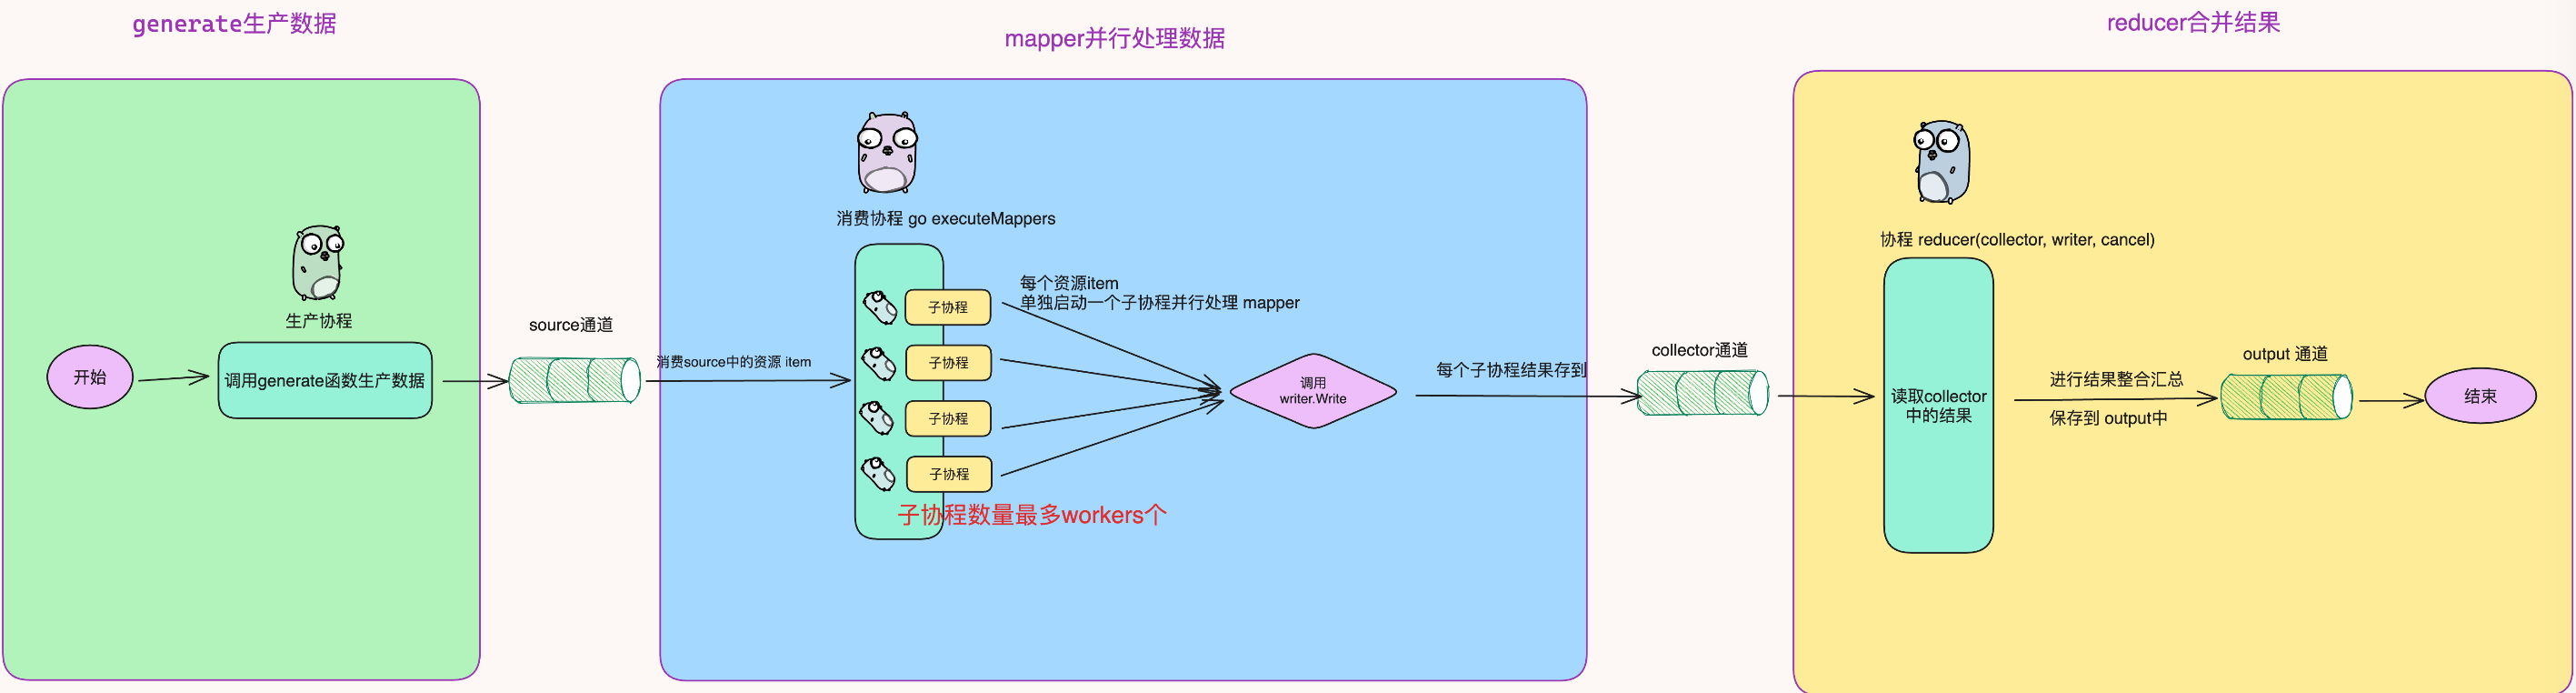 generate生产数据
mapper并行处理数据
reducer合并结果
生产协程
开始
调用generate函数生产数据
source通道
消费source中的资源 item
消费协程 go executeMappers
每个资源item
单独启动一个子协程并行处理 mapper
子协程
子协程
子协程
子协程
子协程数量最多workers个
调用
writer.Write
每个子协程结果存到
collector通道
协程 reducer(collector, writer, cancel)
读取collector
中的结果
进行结果整合汇总
保存到 output中
output 通道
结束